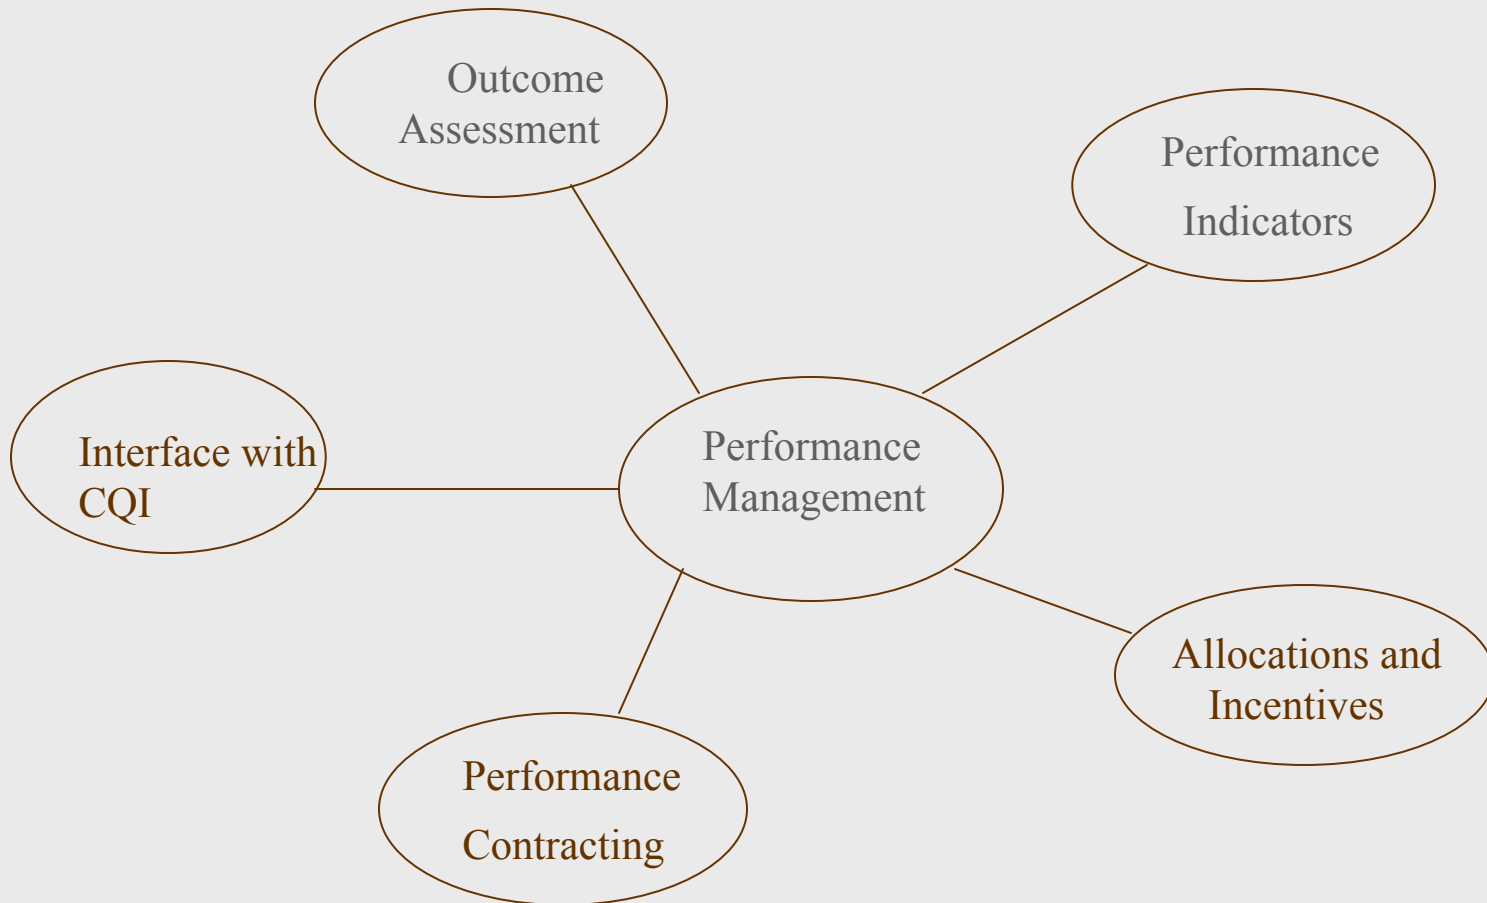 Outcome
Assessment
Performance
Indicators
Interface with
CQI
Performance
Management
Allocations and
Incentives
Performance
Contracting